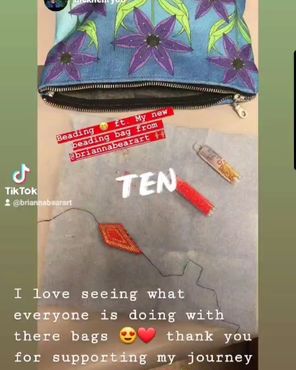 Beading 😍 ft. My new
beading bag from
@briannabearart
TEN
TikTok
@briannabearart
I love seeing what
everyone is doing with
there bags 😍❤️ thank you
for supporting my journey